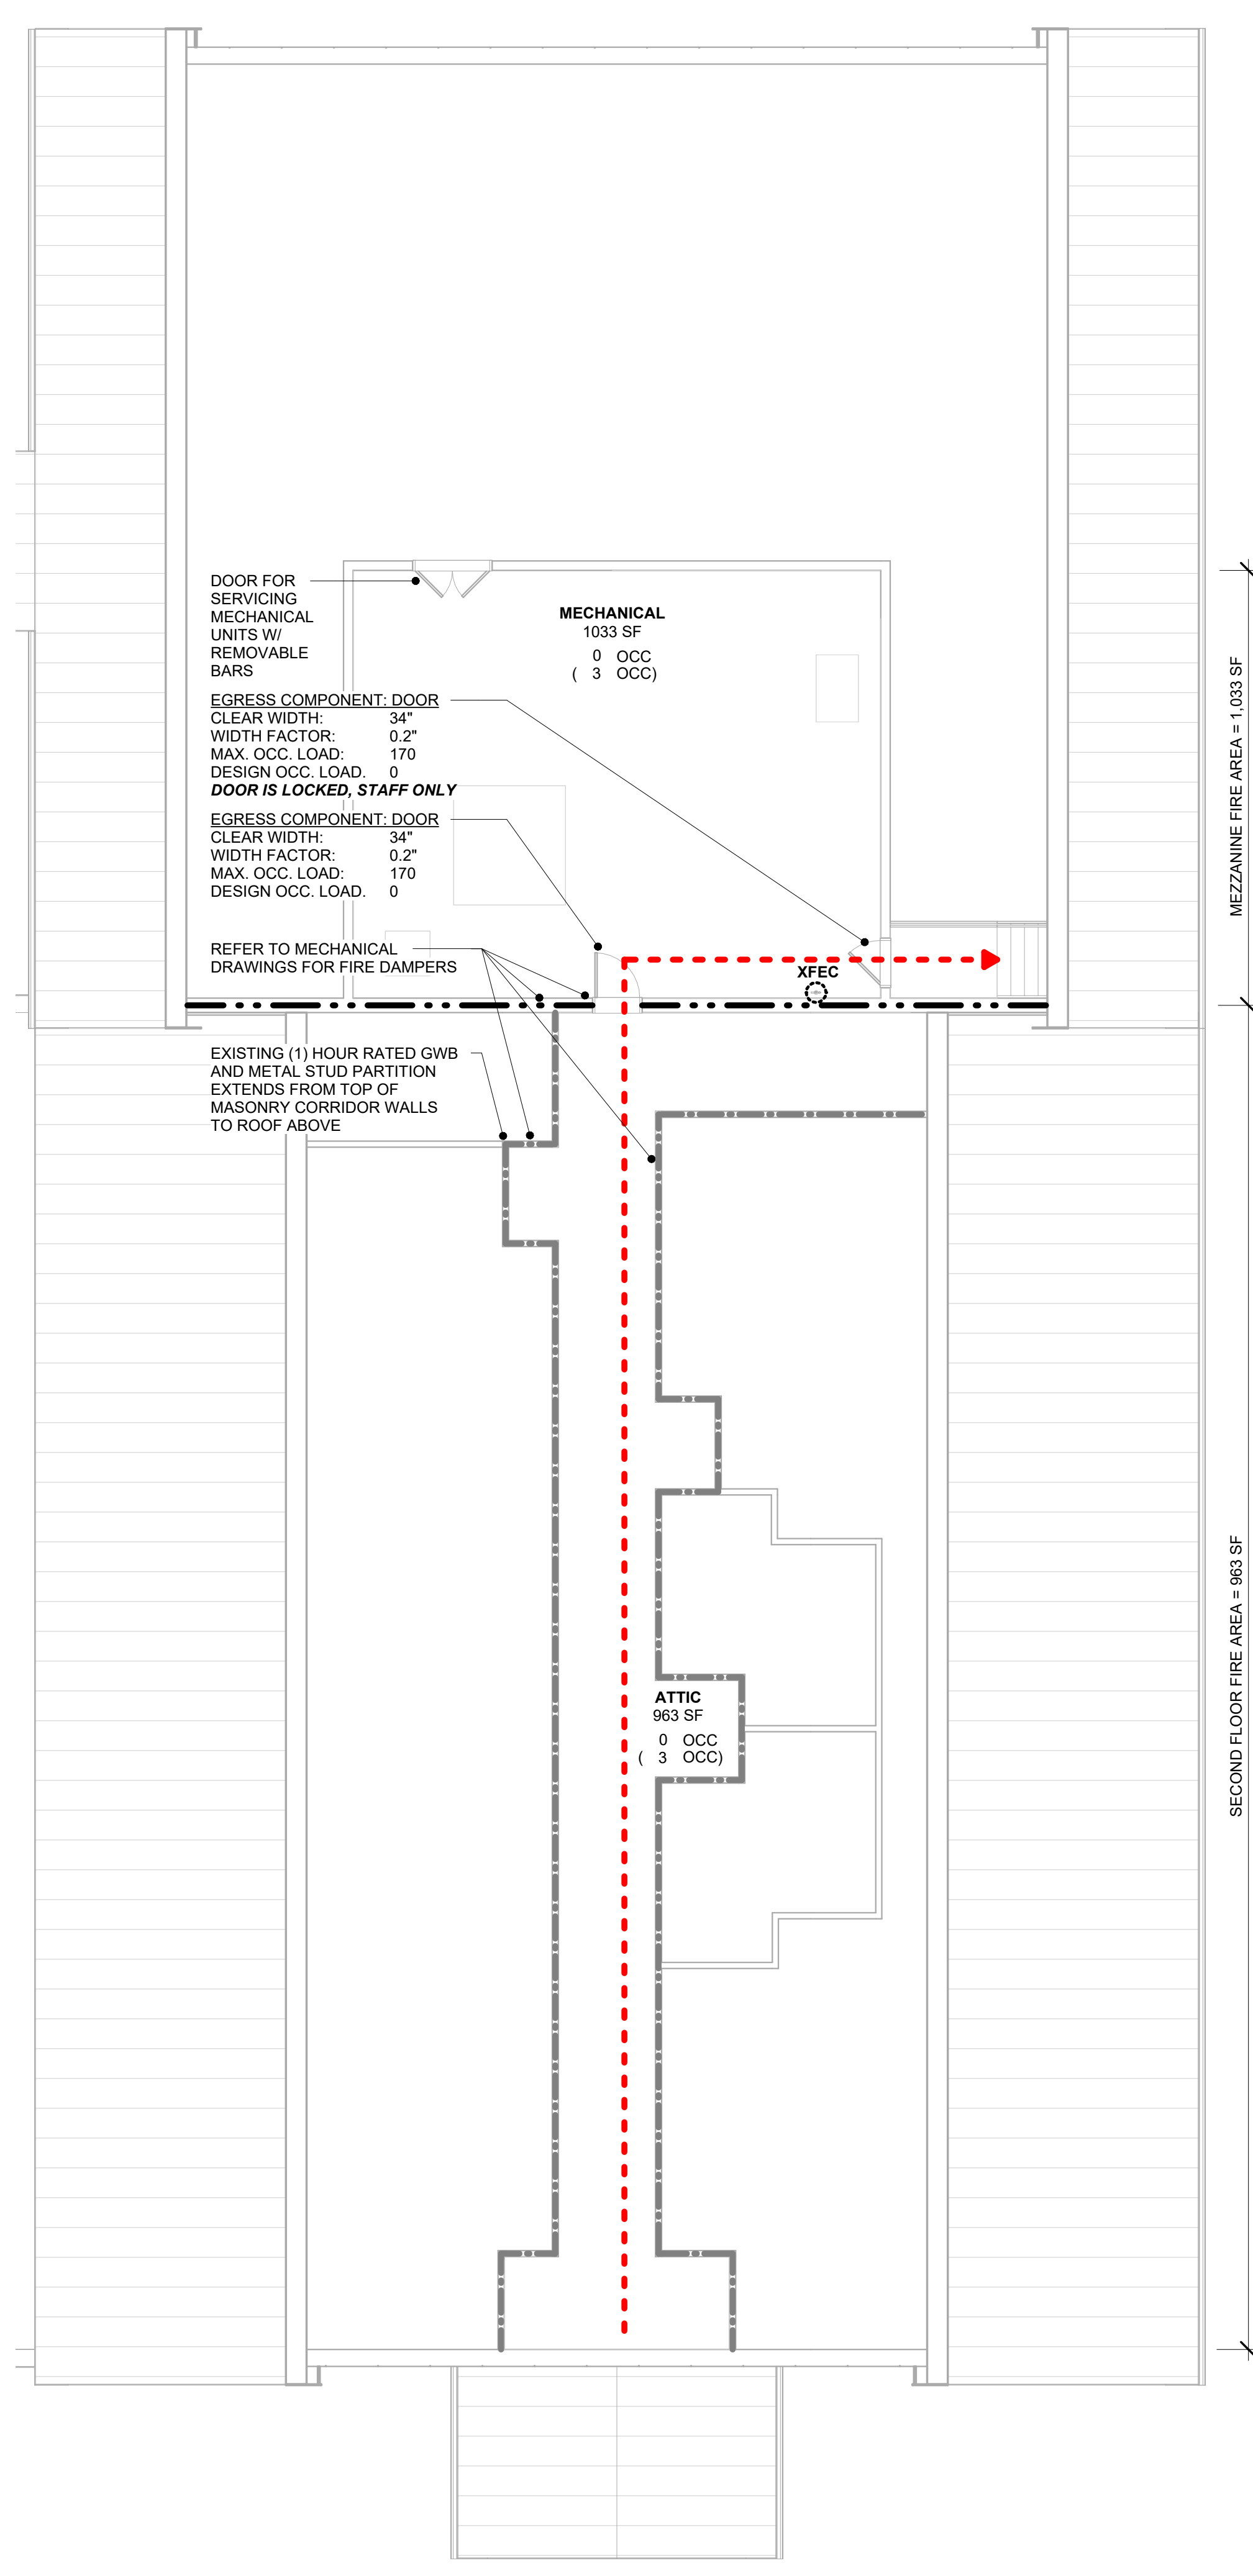 DOOR FOR
SERVICING
MECHANICAL
UNITS W/
REMOVABLE
BARS
MECHANICAL
1033 SF
0 OCC
( 3 OCC)
EGRESS COMPONENT: DOOR
CLEAR WIDTH: 34"
WIDTH FACTOR: 0.2"
MAX. OCC. LOAD: 170
DESIGN OCC. LOAD. 0
DOOR IS LOCKED, STAFF ONLY
EGRESS COMPONENT: DOOR
CLEAR WIDTH: 34"
WIDTH FACTOR: 0.2"
MAX. OCC. LOAD: 170
DESIGN OCC. LOAD. 0
REFER TO MECHANICAL
DRAWINGS FOR FIRE DAMPERS
XFEC
MEZZANINE FIRE AREA = 1,033 SF
EXISTING (1) HOUR RATED GWB
AND METAL STUD PARTITION
EXTENDS FROM TOP OF
MASONRY CORRIDOR WALLS
TO ROOF ABOVE
ATTIC
963 SF
0 OCC
( 3 OCC)
SECOND FLOOR FIRE AREA = 963 SF